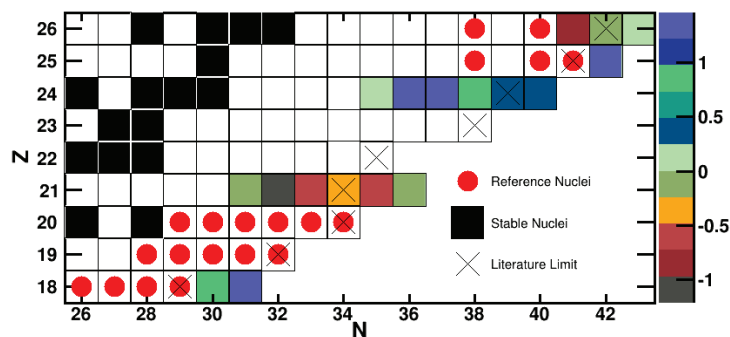 26
25
24
23
22
21
20
19
18
Z
26 28 30 32 34 36 38 40 42
N
Reference Nuclei
Stable Nuclei
Literature Limit
1
0.5
0
-0.5
-1